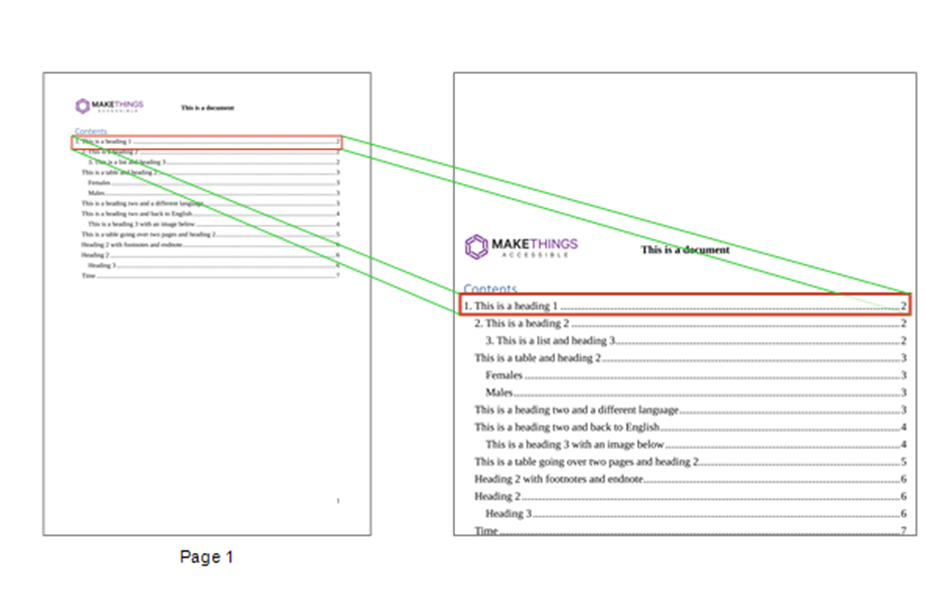 MAKETHINGS
ACCESSIBLE
This is a document
Contents
1. This is a heading 1 2
2. This is a heading 2 2
3. This is a list and heading 3 2
This is a table and heading 2 3
Females 3
Males 3
This is a heading two and a different language 3
This is a heading two and back to English 4
This is a heading 3 with an image below 4
This is a table going over two pages and heading 2 5
Heading 2 with footnotes and endnote 6
Heading 2 6
Heading 3 6
Time 7
1
Page 1
MAKETHINGS
ACCESSIBLE
This is a document
Contents
1. This is a heading 1 2
2. This is a heading 2 2
3. This is a list and heading 3 2
This is a table and heading 2 3
Females 3
Males 3
This is a heading two and a different language 3
This is a heading two and back to English 4
This is a heading 3 with an image below 4
This is a table going over two pages and heading 2 5
Heading 2 with footnotes and endnote 6
Heading 2 6
Heading 3 6
Time 7